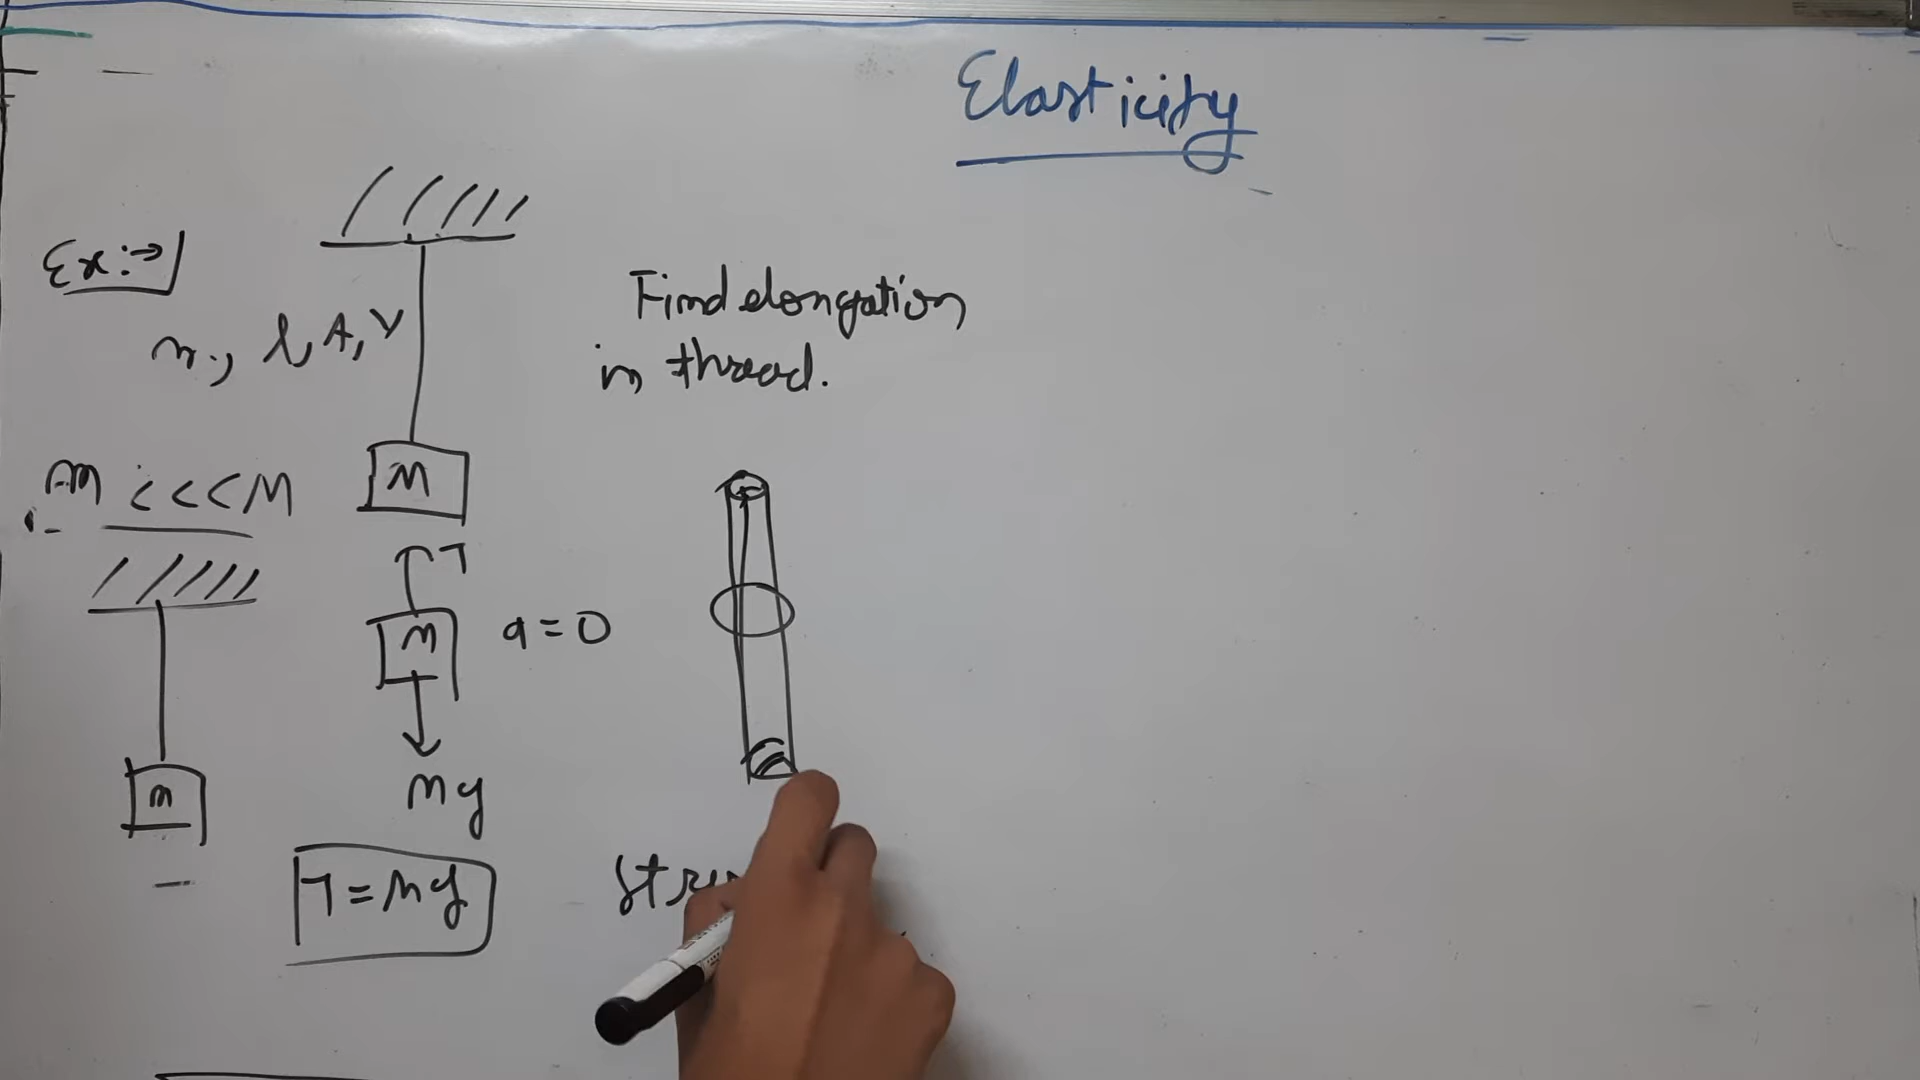 Elasticity
Ex:→
m, l, A, Y
Find elongation
in thread.
M
m <<< M
T
M
a = 0
Mg
m
T = Mg